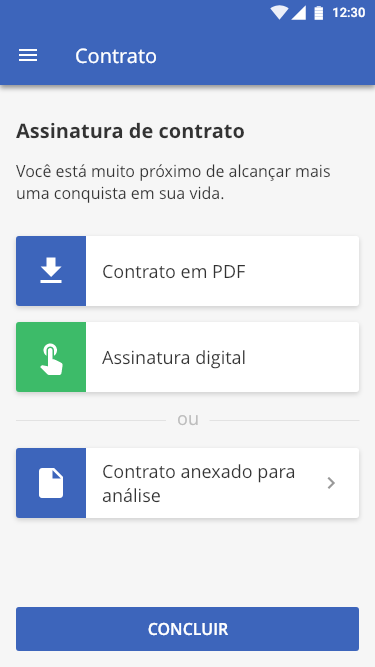 12:30
Contrato
Assinatura de contrato
Você está muito próximo de alcançar mais
uma conquista em sua vida.
Contrato em PDF
Assinatura digital
ou
Contrato anexado para
análise
CONCLUIR